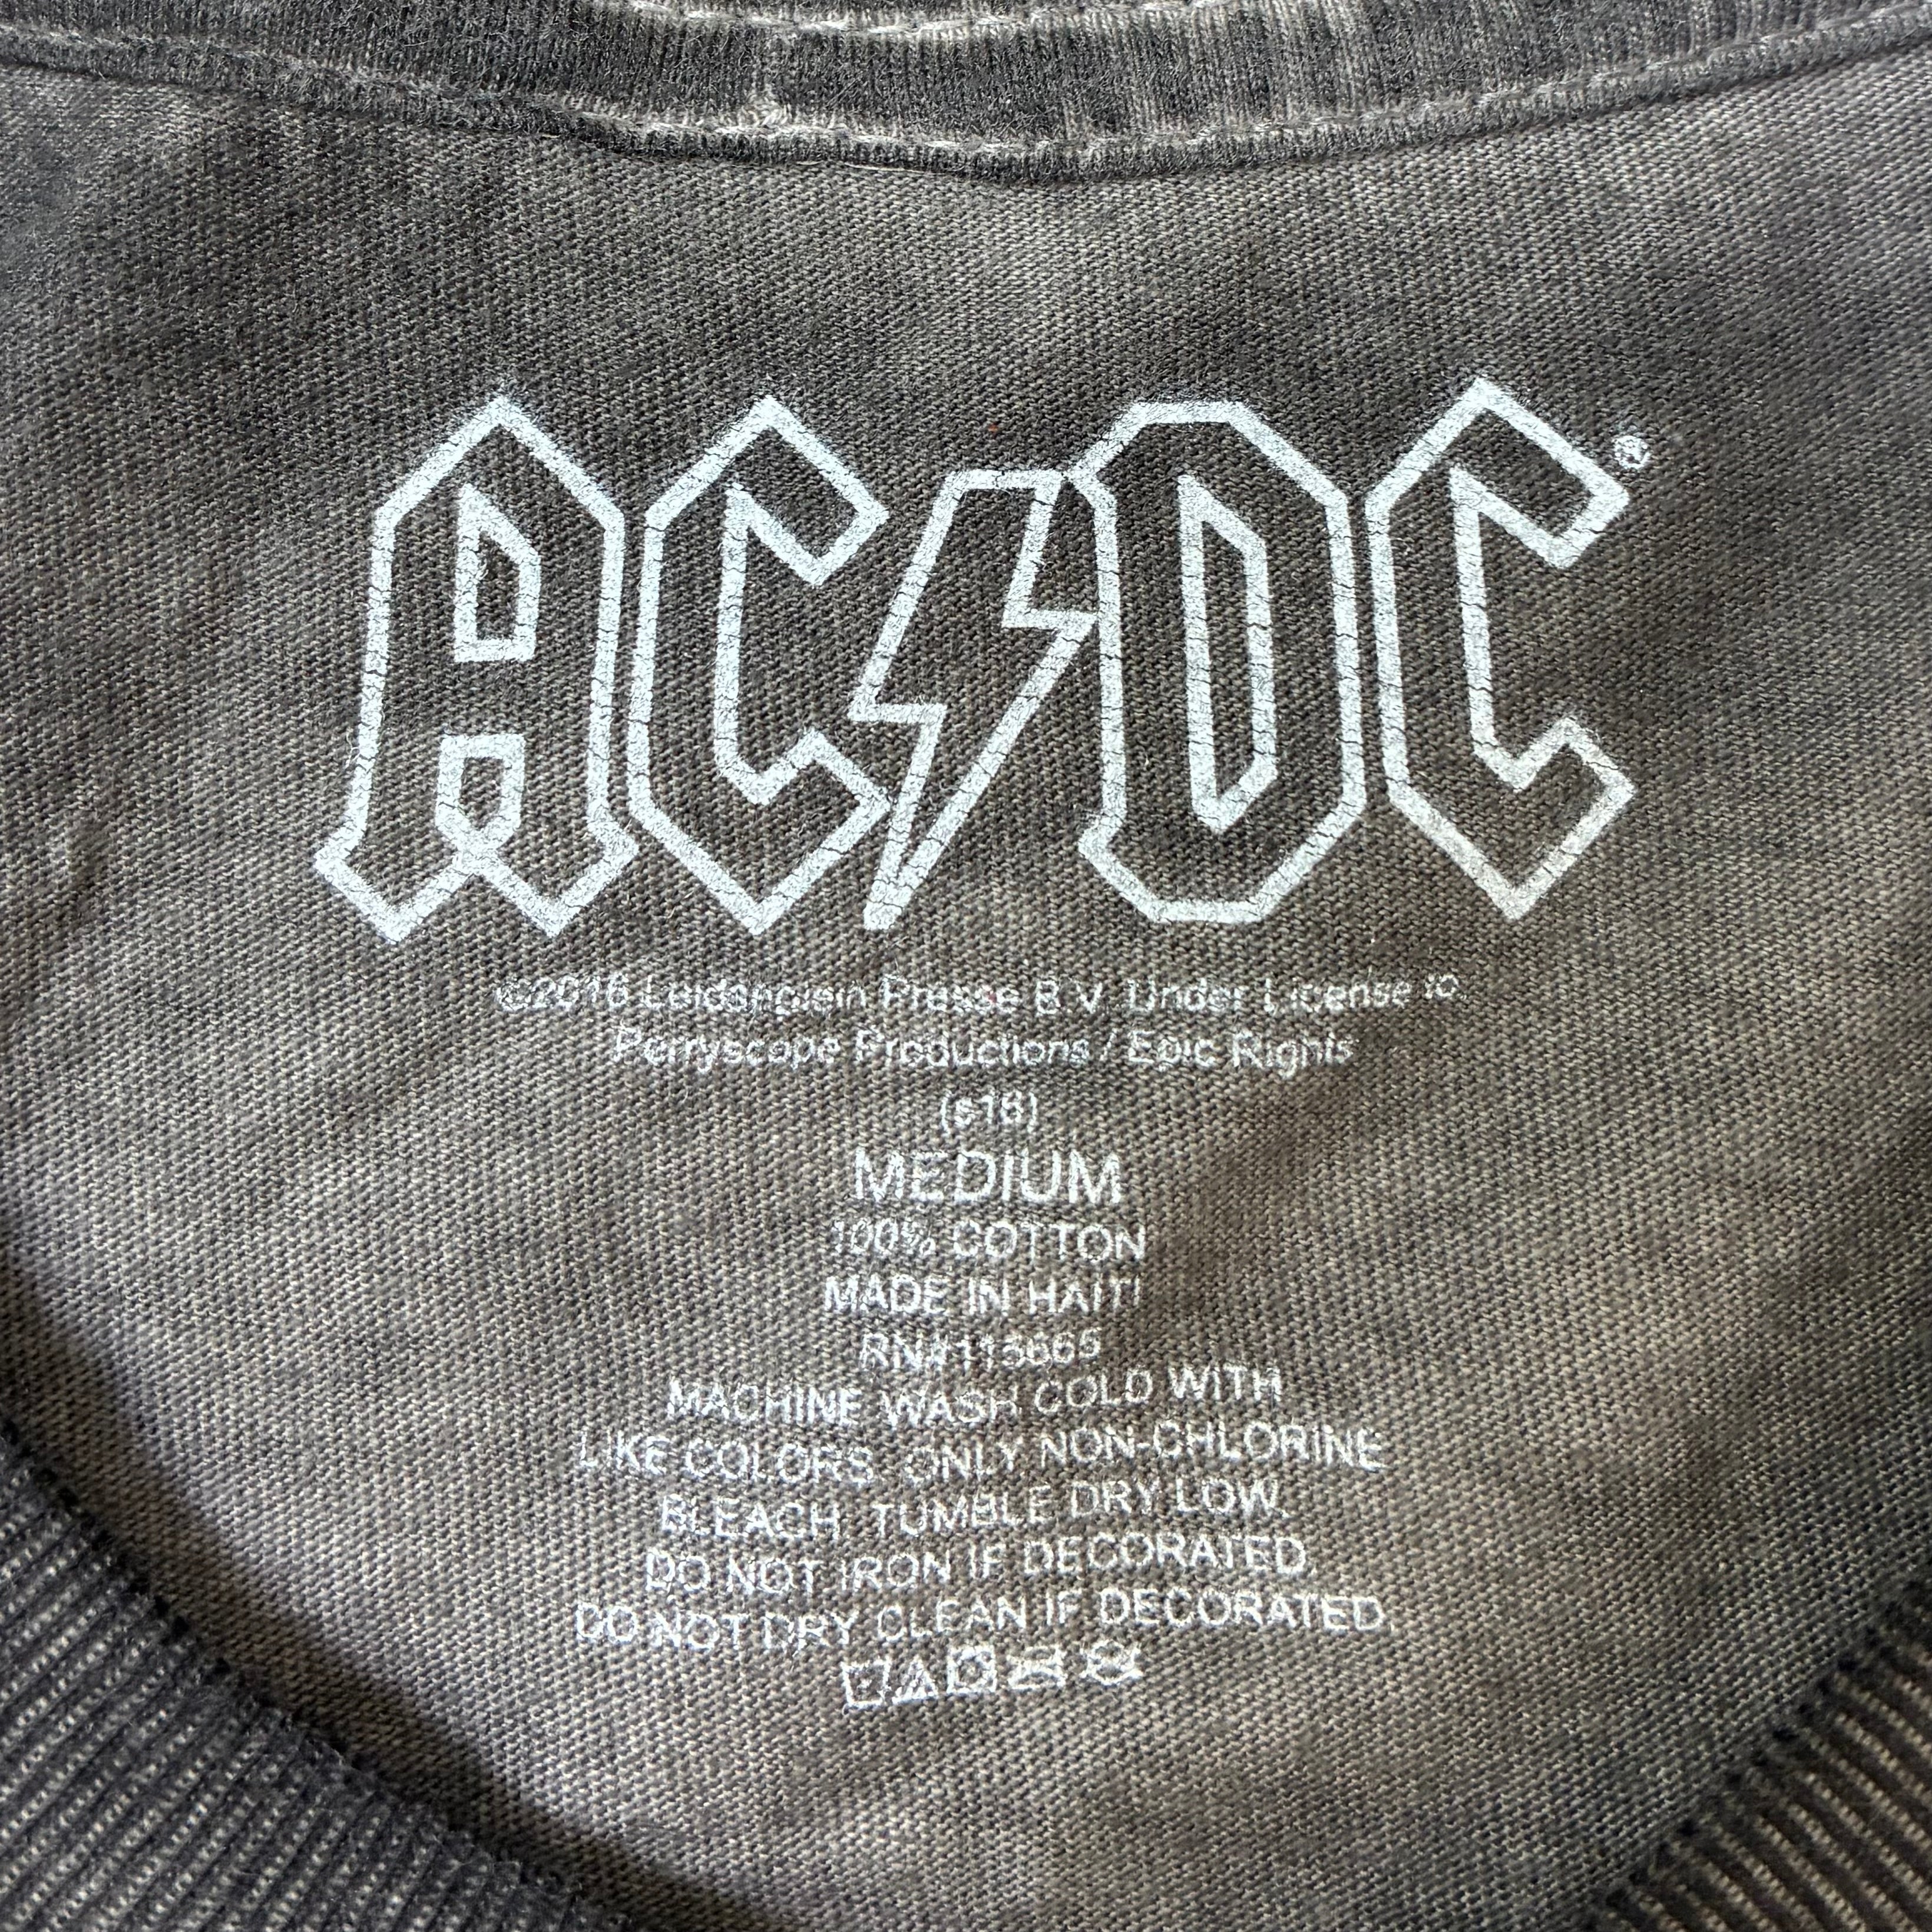 AC⚡DC®
©2016 Leidseplein Presse B.V. Under License to
Perryscope Productions / Epic Rights
(s16)
MEDIUM
100% COTTON
MADE IN HAITI
MACHINE WASH COLD WITH
LIKE COLORS. ONLY NON-CHLORINE
BLEACH. TUMBLE DRY LOW.
DO NOT IRON IF DECORATED.
DO NOT DRY CLEAN IF DECORATED.